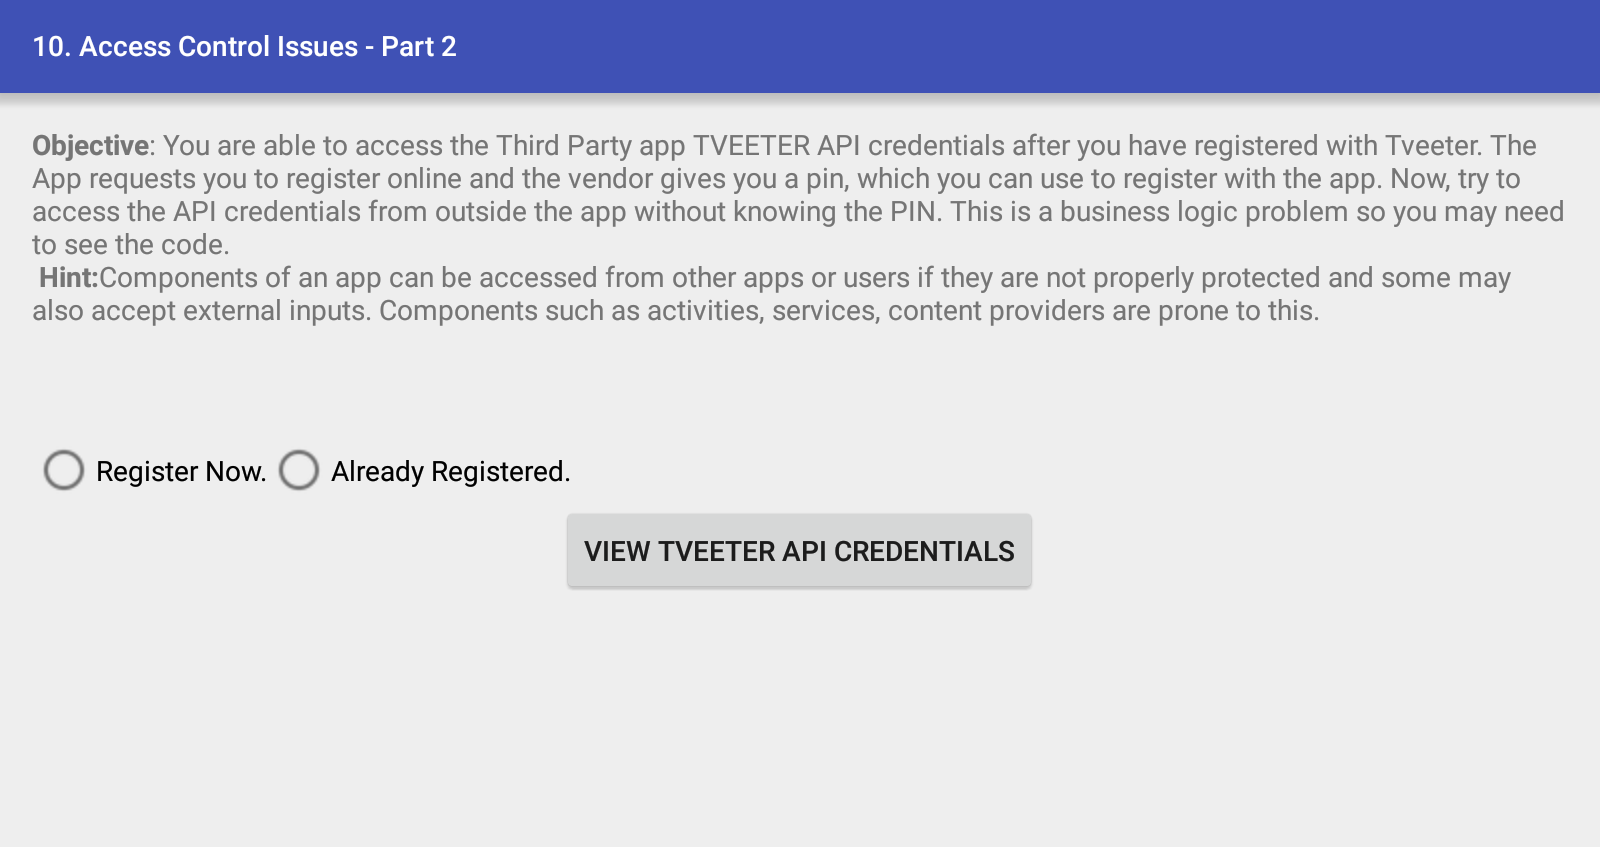 10. Access Control Issues - Part 2
Objective: You are able to access the Third Party app TVEETER API credentials after you have registered with Tveeter. The
App requests you to register online and the vendor gives you a pin, which you can use to register with the app. Now, try to
access the API credentials from outside the app without knowing the PIN. This is a business logic problem so you may need
to see the code.
Hint:Components of an app can be accessed from other apps or users if they are not properly protected and some may
also accept external inputs. Components such as activities, services, content providers are prone to this.
Register Now. Already Registered.
VIEW TVEETER API CREDENTIALS